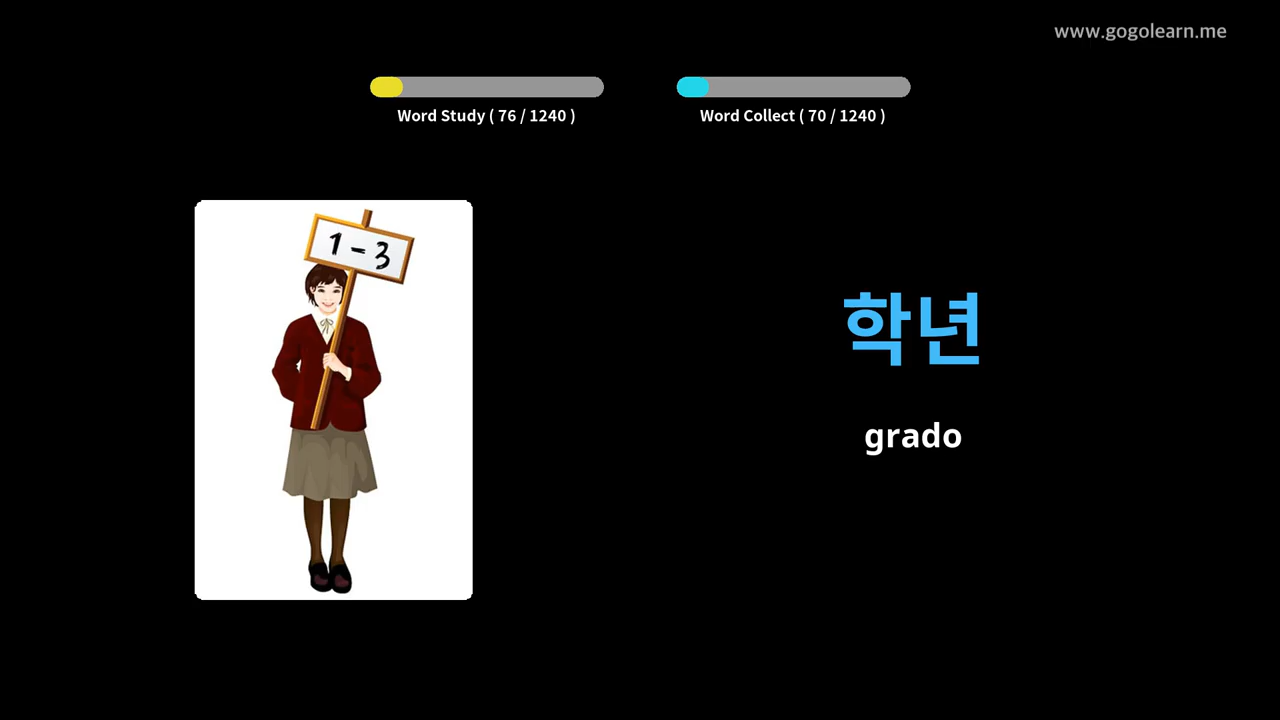 www.gogolearn.me
Word Study ( 76 / 1240 )
Word Collect ( 70 / 1240 )
1 - 3
학년
grado